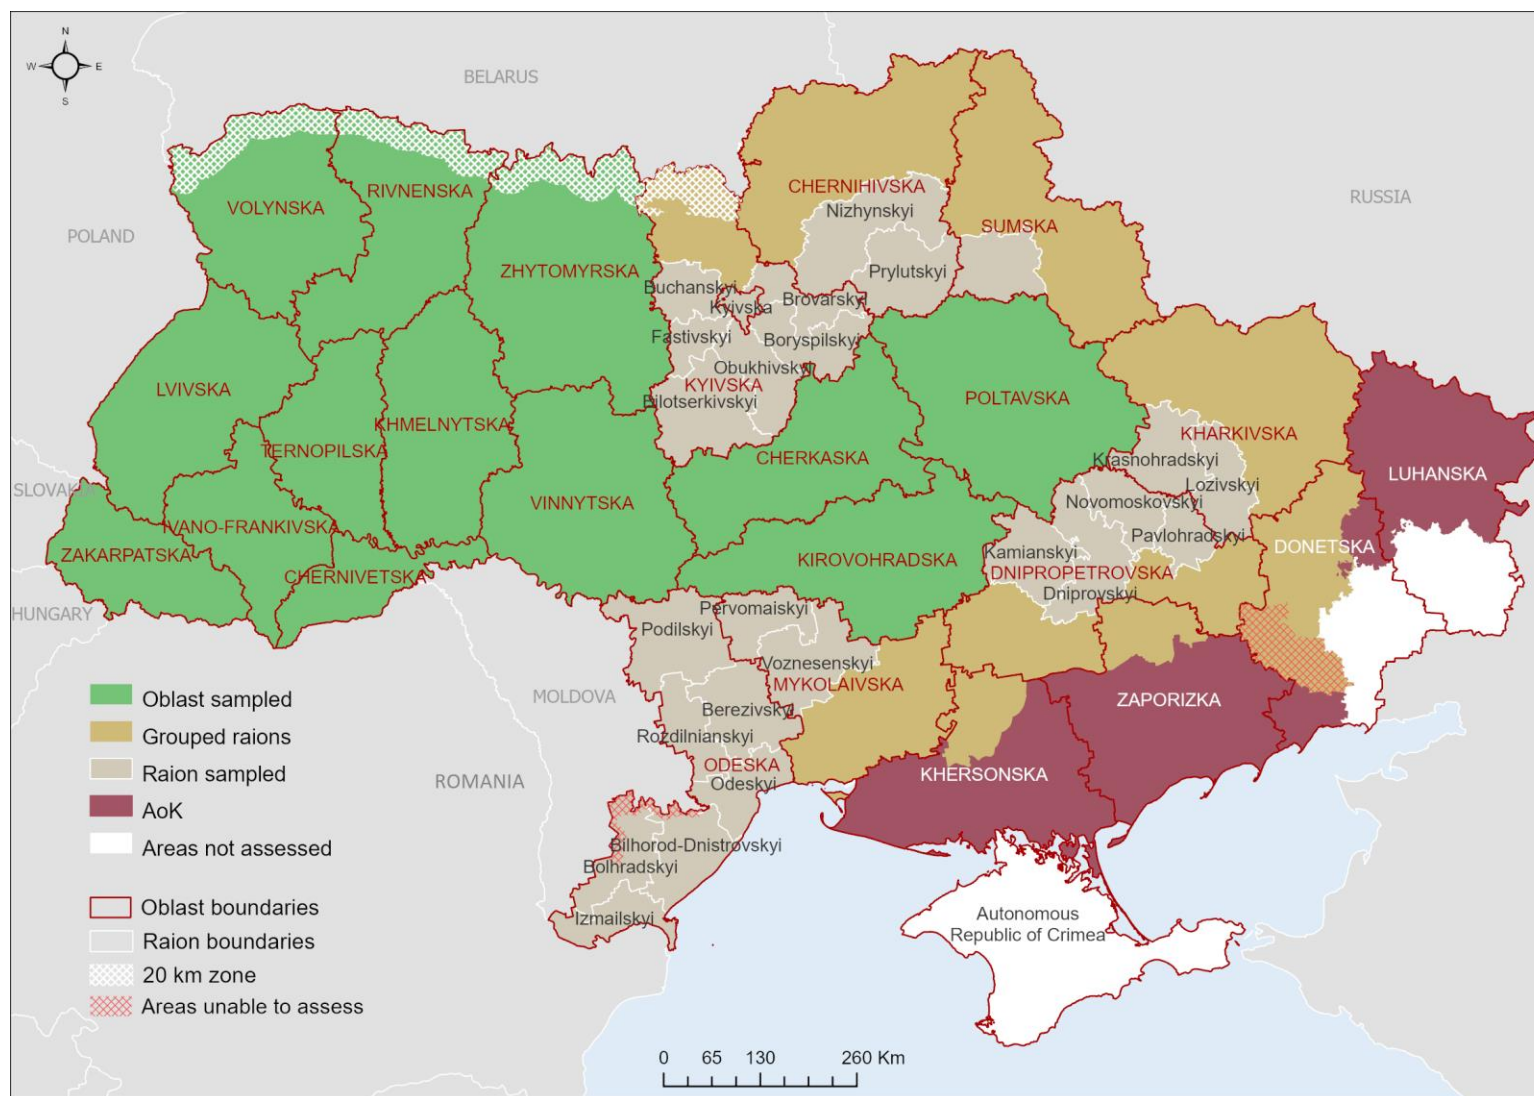 N
W E
S
BELARUS
RUSSIA
POLAND
SLOVAKIA
HUNGARY
MOLDOVA
ROMANIA
VOLYNSKA
RIVNENSKA
ZHYTOMYRSKA
CHERNIHIVSKA
Nizhynskyi
SUMSKA
Prylutskyi
Buchanskyi
Kyivska
Brovarskyi
Fastivskyi
Boryspilskyi
Obukhivskyi
KYIVSKA
Bilotserkivskyi
LVIVSKA
TERNOPILSKA
KHMELNYTSKA
POLTAVSKA
KHARKIVSKA
Krasnohradskyi
Lozivskyi
LUHANSKA
CHERKASKA
VINNYTSKA
IVANO-FRANKIVSKA
ZAKARPATSKA
CHERNIVETSKA
KIROVOHRADSKA
Novomoskovskyi
Pavlohradskyi
Kamianskyi
DNIPROPETROVSKA
Dniprovskyi
DONETSKA
Pervomaiskyi
Podilskyi
Voznesenskyi
MYKOLAIVSKA
Berezivskyi
Rozdilnianskyi
ODESKA
Odeskyi
ZAPORIZKA
KHERSONSKA
Bilhorod-Dnistrovskyi
Bolhradskyi
Izmailskyi
Autonomous
Republic of Crimea
Oblast sampled
Grouped raions
Raion sampled
AoK
Areas not assessed
Oblast boundaries
Raion boundaries
20 km zone
Areas unable to assess
0 65 130 260 Km